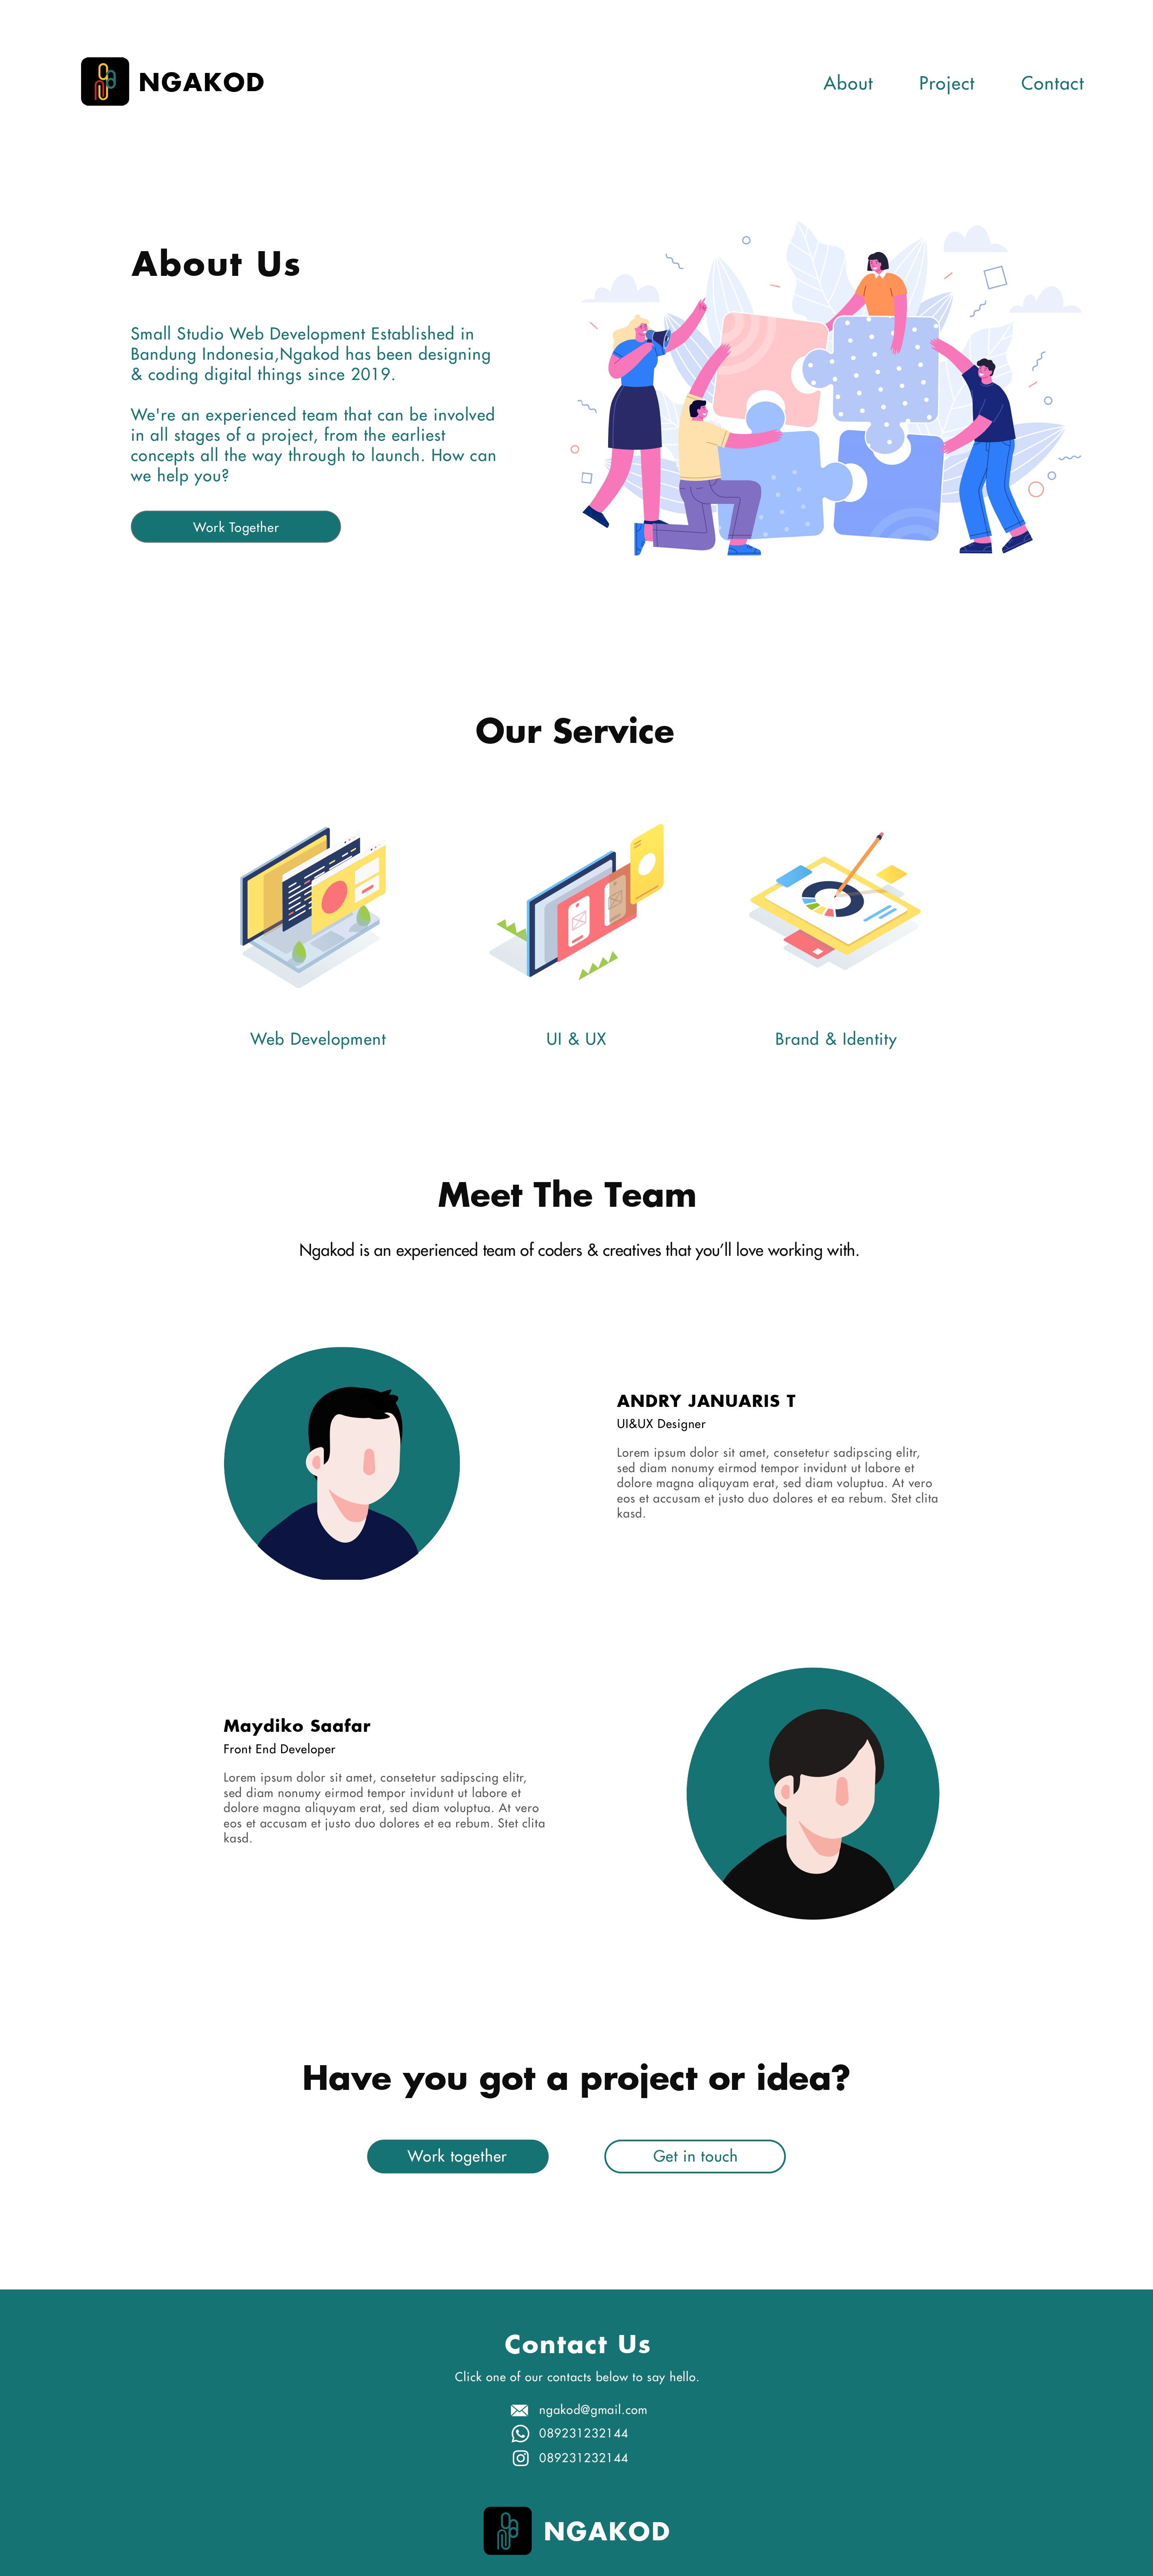 NGAKOD
About Project Contact
About Us
Small Studio Web Development Established in
Bandung Indonesia,Ngakod has been designing
& coding digital things since 2019.
We're an experienced team that can be involved
in all stages of a project, from the earliest
concepts all the way through to launch. How can
we help you?
Work Together
Our Service
Web Development
UI & UX
Brand & Identity
Meet The Team
Ngakod is an experienced team of coders & creatives that you’ll love working with.
ANDRY JANUARIS T
UI&UX Designer
Lorem ipsum dolor sit amet, consetetur sadipscing elitr,
sed diam nonumy eirmod tempor invidunt ut labore et
dolore magna aliquyam erat, sed diam voluptua. At vero
eos et accusam et justo duo dolores et ea rebum. Stet clita
kasd.
Maydiko Saafar
Front End Developer
Lorem ipsum dolor sit amet, consetetur sadipscing elitr,
sed diam nonumy eirmod tempor invidunt ut labore et
dolore magna aliquyam erat, sed diam voluptua. At vero
eos et accusam et justo duo dolores et ea rebum. Stet clita
kasd.
Have you got a project or idea?
Work together
Get in touch
Contact Us
Click one of our contacts below to say hello.
ngakod@gmail.com
089231232144
089231232144
NGAKOD